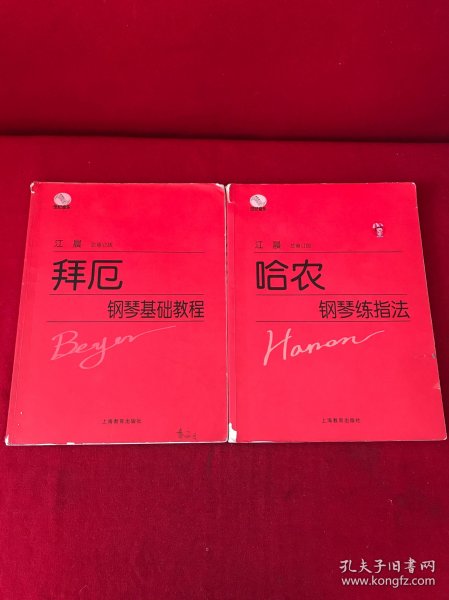 江晨
拜厄
钢琴基础教程
Beyer
上海教育出版社
江晨
哈农
钢琴练指法
Hanon
上海教育出版社
孔夫子旧书网
www.kongfz.com